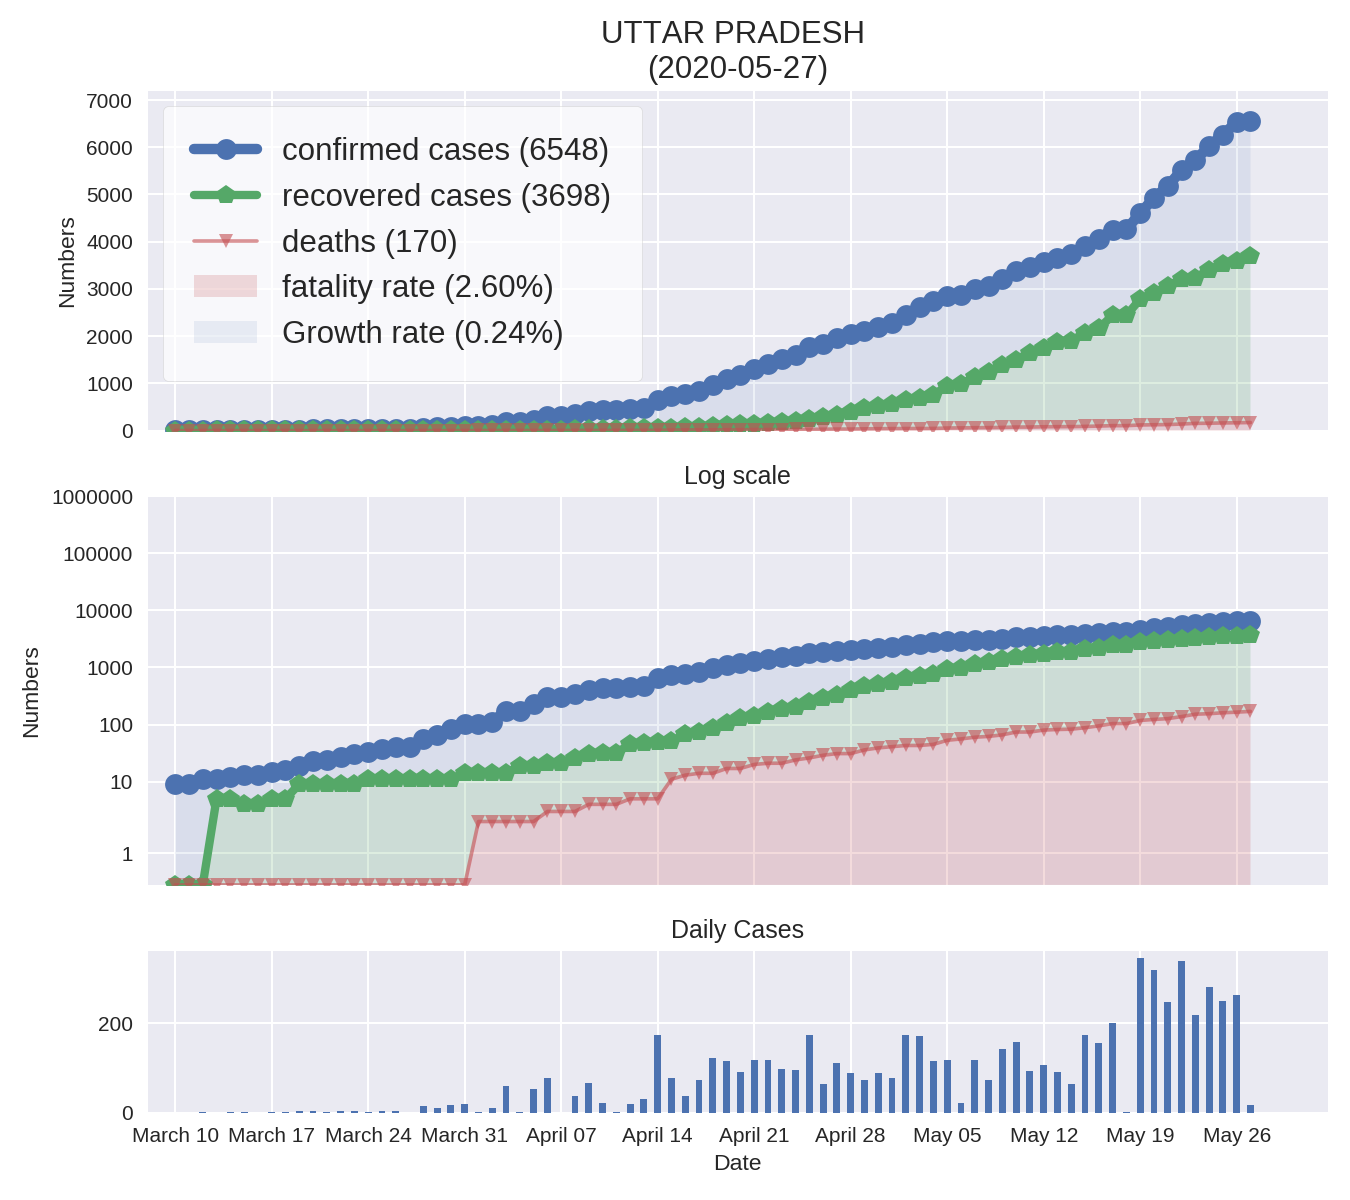 UTTAR PRADESH
(2020-05-27)
7000
6000
5000
4000
3000
2000
1000
0
Numbers
confirmed cases (6548)
recovered cases (3698)
deaths (170)
fatality rate (2.60%)
Growth rate (0.24%)
Log scale
1000000
100000
10000
1000
100
10
1
Numbers
Daily Cases
200
0
March 10 March 17 March 24 March 31 April 07 April 14 April 21 April 28 May 05 May 12 May 19 May 26
Date